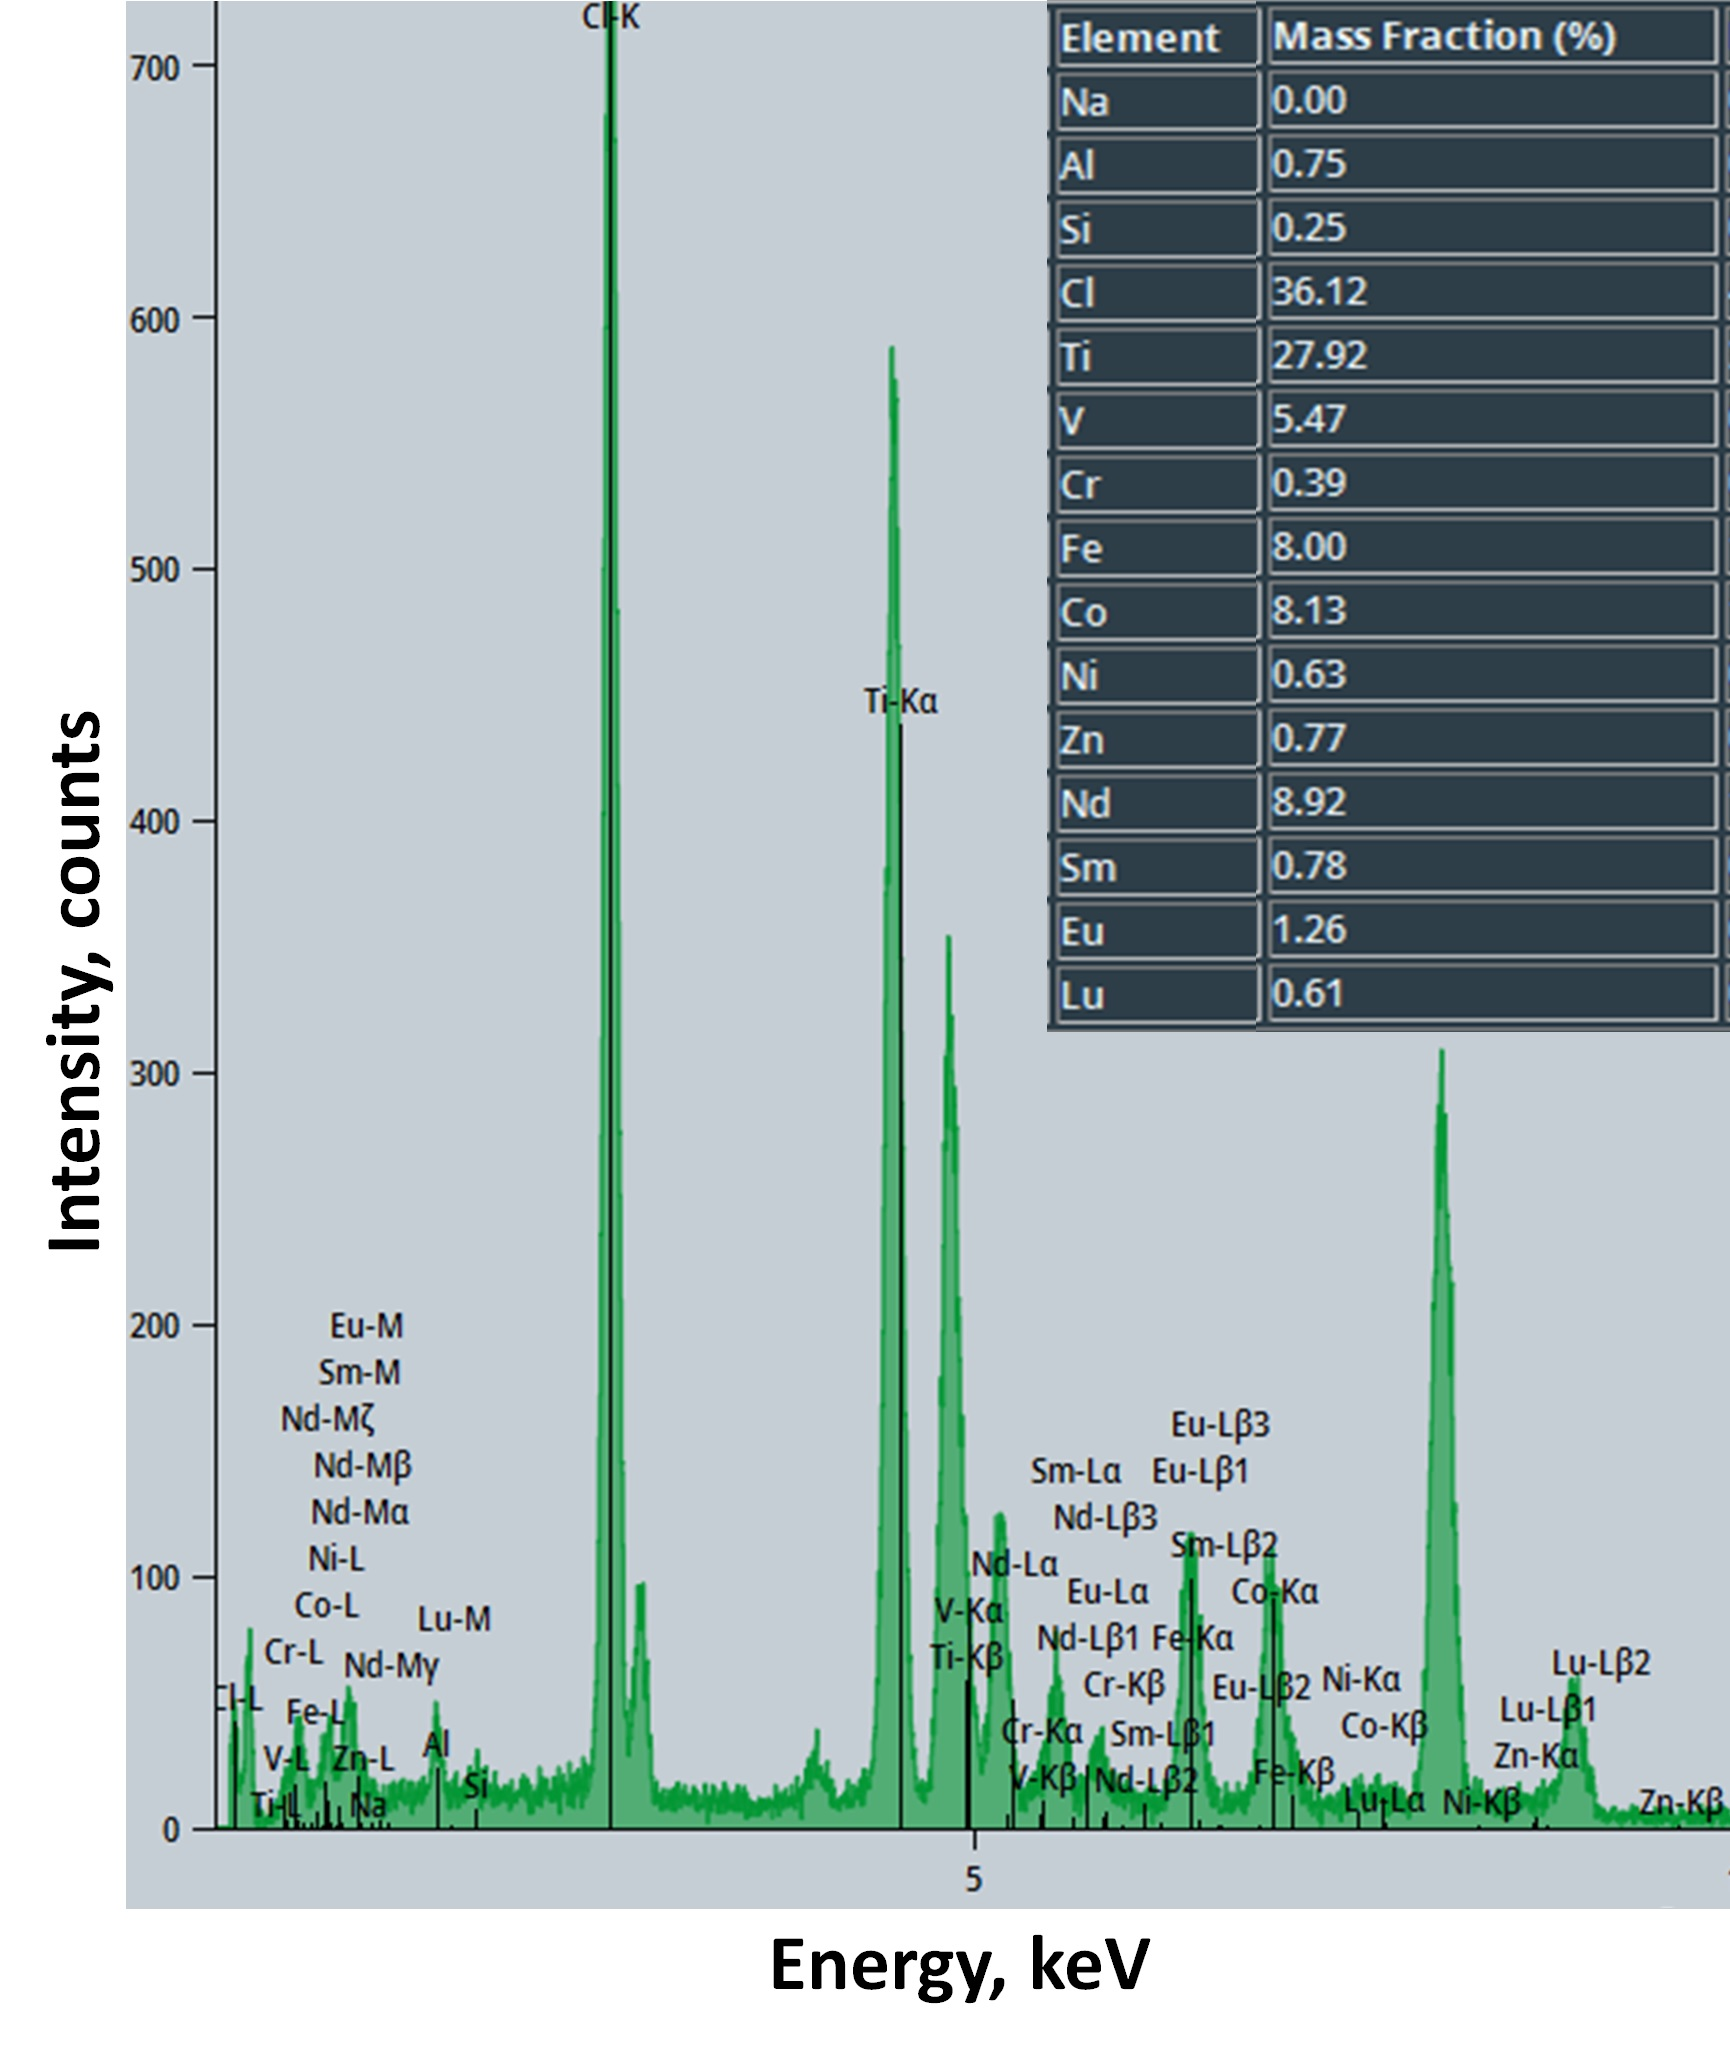 Cl-K
Element Mass Fraction (%)
Na 0.00
Al 0.75
Si 0.25
Cl 36.12
Ti 27.92
V 5.47
Cr 0.39
Fe 8.00
Co 8.13
Ni 0.63
Zn 0.77
Nd 8.92
Sm 0.78
Eu 1.26
Lu 0.61
700
600
500
400
300
200
100
0
Intensity, counts
Ti-Kα
Eu-M
Sm-M
Nd-Mζ
Nd-Mβ
Nd-Mα
Ni-L
Co-L
Lu-M
Cr-L
Nd-Mγ
Cl-L
Fe-L
Al
V-L
Zn-L
Si
Ti-L
Na
Eu-Lβ3
Sm-Lα
Eu-Lβ1
Nd-Lβ3
Sm-Lβ2
Nd-Lα
Eu-Lα
Co-Kα
V-Kα
Nd-Lβ1
Fe-Kα
Ti-Kβ
Cr-Kβ
Eu-Lβ2
Ni-Kα
Lu-Lβ2
Cr-Kα
Sm-Lβ1
Co-Kβ
Lu-Lβ1
V-Kβ
Nd-Lβ2
Fe-Kβ
Zn-Kα
Lu-Lα
Ni-Kβ
Zn-Kβ
5
Energy, keV